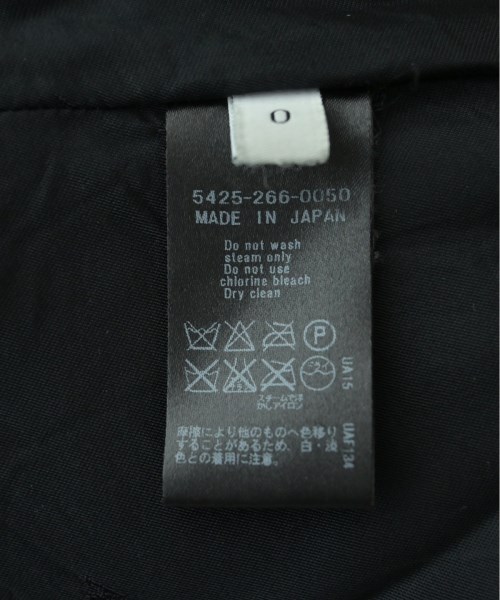 0
5425-266-0050
MADE IN JAPAN
Do not wash
steam only
Do not use
chlorine bleach
Dry clean
P
UA15
スチームで浮
かしアイロン
摩擦により他のものへ色移り
することがあるため、白・淡
色との着用に注意。
UAF134